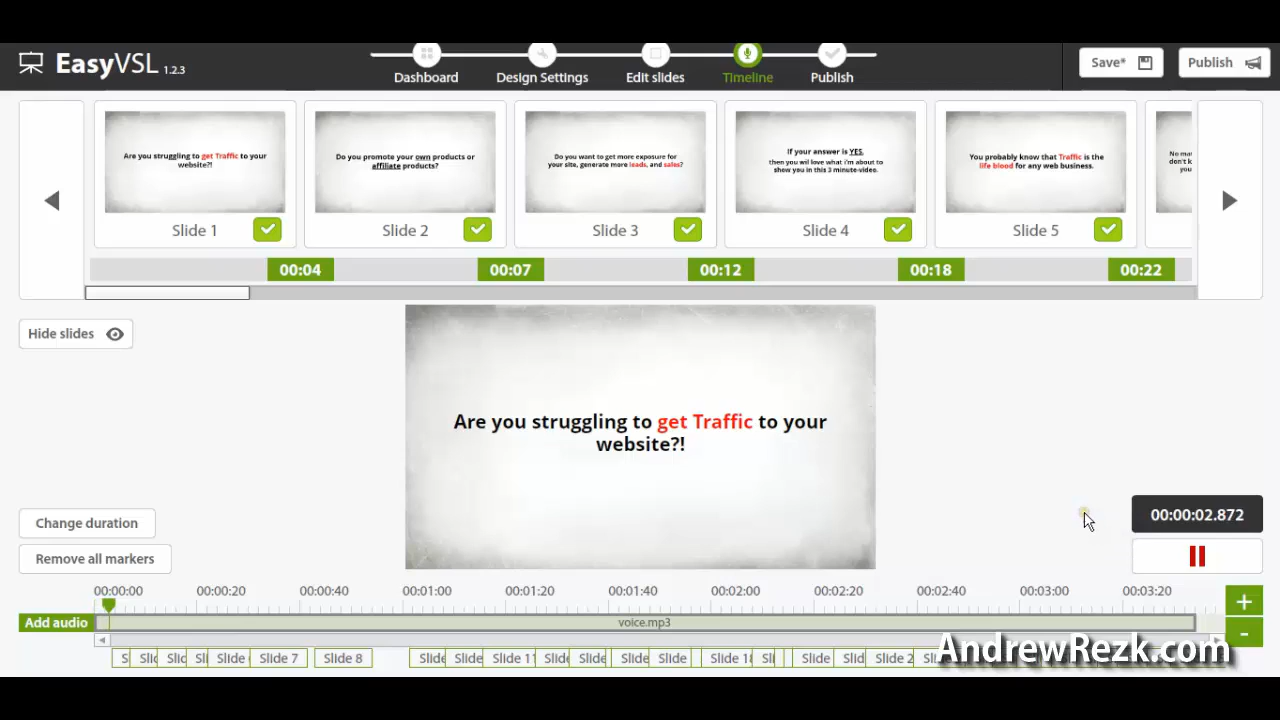 EasyVSL 1.2.3
Dashboard
Design Settings
Edit slides
Timeline
Publish
Save*
Publish
Are you struggling to get Traffic to your
website?!
Do you promote your own products or
affiliate products?
Do you want to get more exposure for
your site, generate more leads, and sales?
If your answer is YES,
then you wil love what i'm about to
show you in this 3 minute-video.
You probably know that Traffic is the
life blood for any web business.
Slide 1
Slide 2
Slide 3
Slide 4
Slide 5
00:04
00:07
00:12
00:18
00:22
Hide slides
Are you struggling to get Traffic to your
website?!
Change duration
Remove all markers
00:00:02.872
00:00:00 00:00:20 00:00:40 00:01:00 00:01:20 00:01:40 00:02:00 00:02:20 00:02:40 00:03:00 00:03:20
Add audio
voice.mp3
Slide 7
Slide 8
AndrewRezk.com